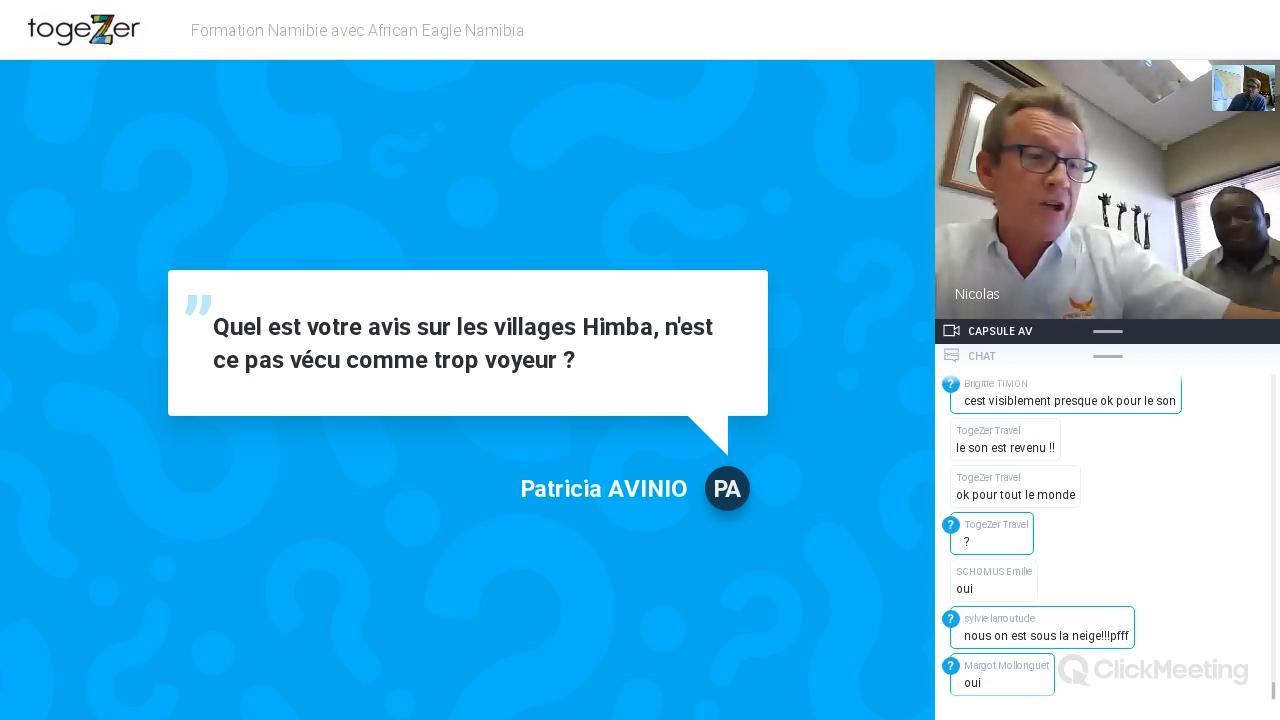 togeZer
Formation Namibie avec African Eagle Namibia
Quel est votre avis sur les villages Himba, n'est
ce pas vécu comme trop voyeur ?
Patricia AVINIO
PA
Nicolas
CAPSULE AV
CHAT
?
Brigitte TIMON
cest visiblement presque ok pour le son
TogeZer Travel
le son est revenu !!
TogeZer Travel
ok pour tout le monde
?
TogeZer Travel
?
SCHOMUS Emilie
oui
?
sylvie larroutude
nous on est sous la neige!!!pfff
?
Margot Mollonguet
oui
ClickMeeting